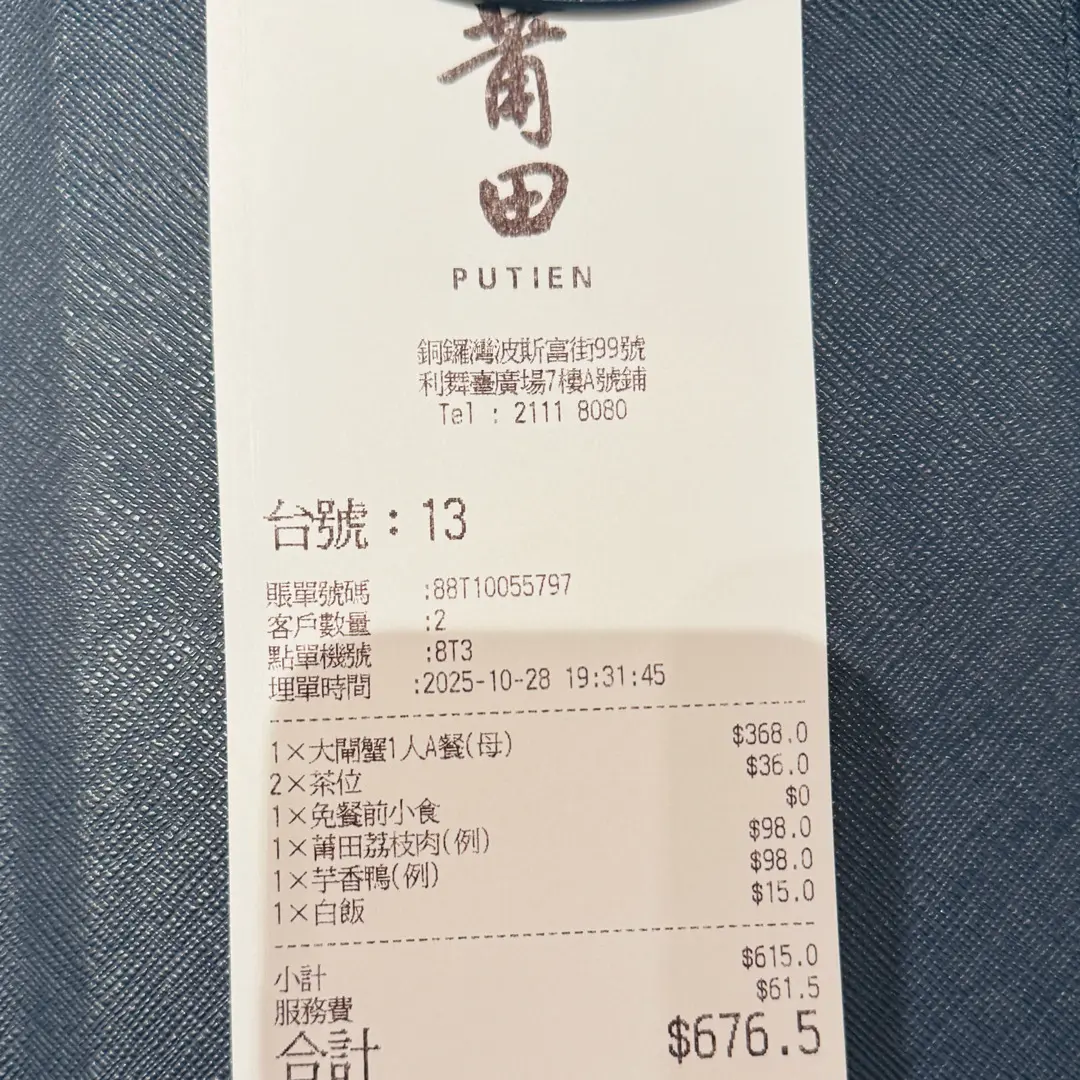 莆田
PUTIEN
銅鑼灣波斯富街99號
利舞臺廣場7樓A號鋪
Tel : 2111 8080
台號：13
賬單號碼 :88T10055797
客戶數量 :2
點單機號 :8T3
埋單時間 :2025-10-28 19:31:45
1×大閘蟹1人A餐(母) $368.0
2×茶位 $36.0
1×免餐前小食 $0
1×莆田荔枝肉(例) $98.0
1×芋香鴨(例) $98.0
1×白飯 $15.0
小計 $615.0
服務費 $61.5
合計 $676.5